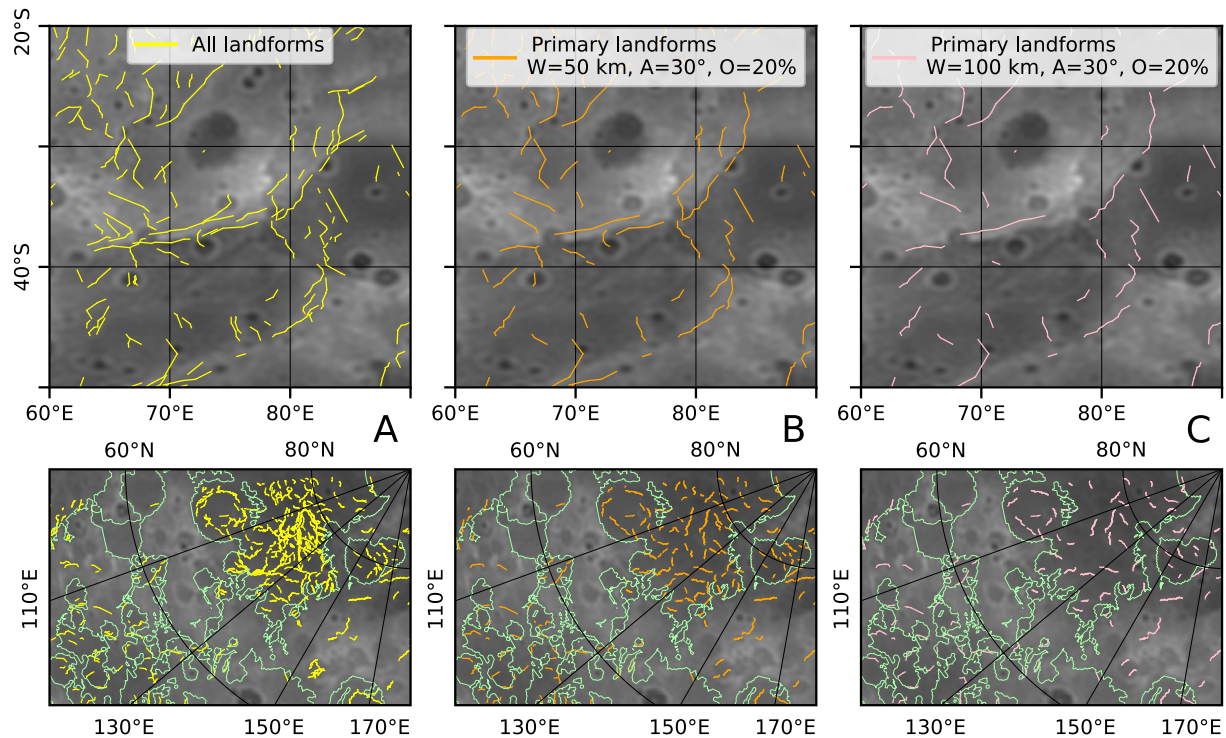 20°S
All landforms
Primary landforms
W=50 km, A=30°, O=20%
Primary landforms
W=100 km, A=30°, O=20%
40°S
60°E 70°E 80°E
60°E 70°E 80°E
60°E 70°E 80°E
A
B
C
60°N 80°N
60°N 80°N
60°N 80°N
110°E
110°E
110°E
130°E 150°E 170°E
130°E 150°E 170°E
130°E 150°E 170°E